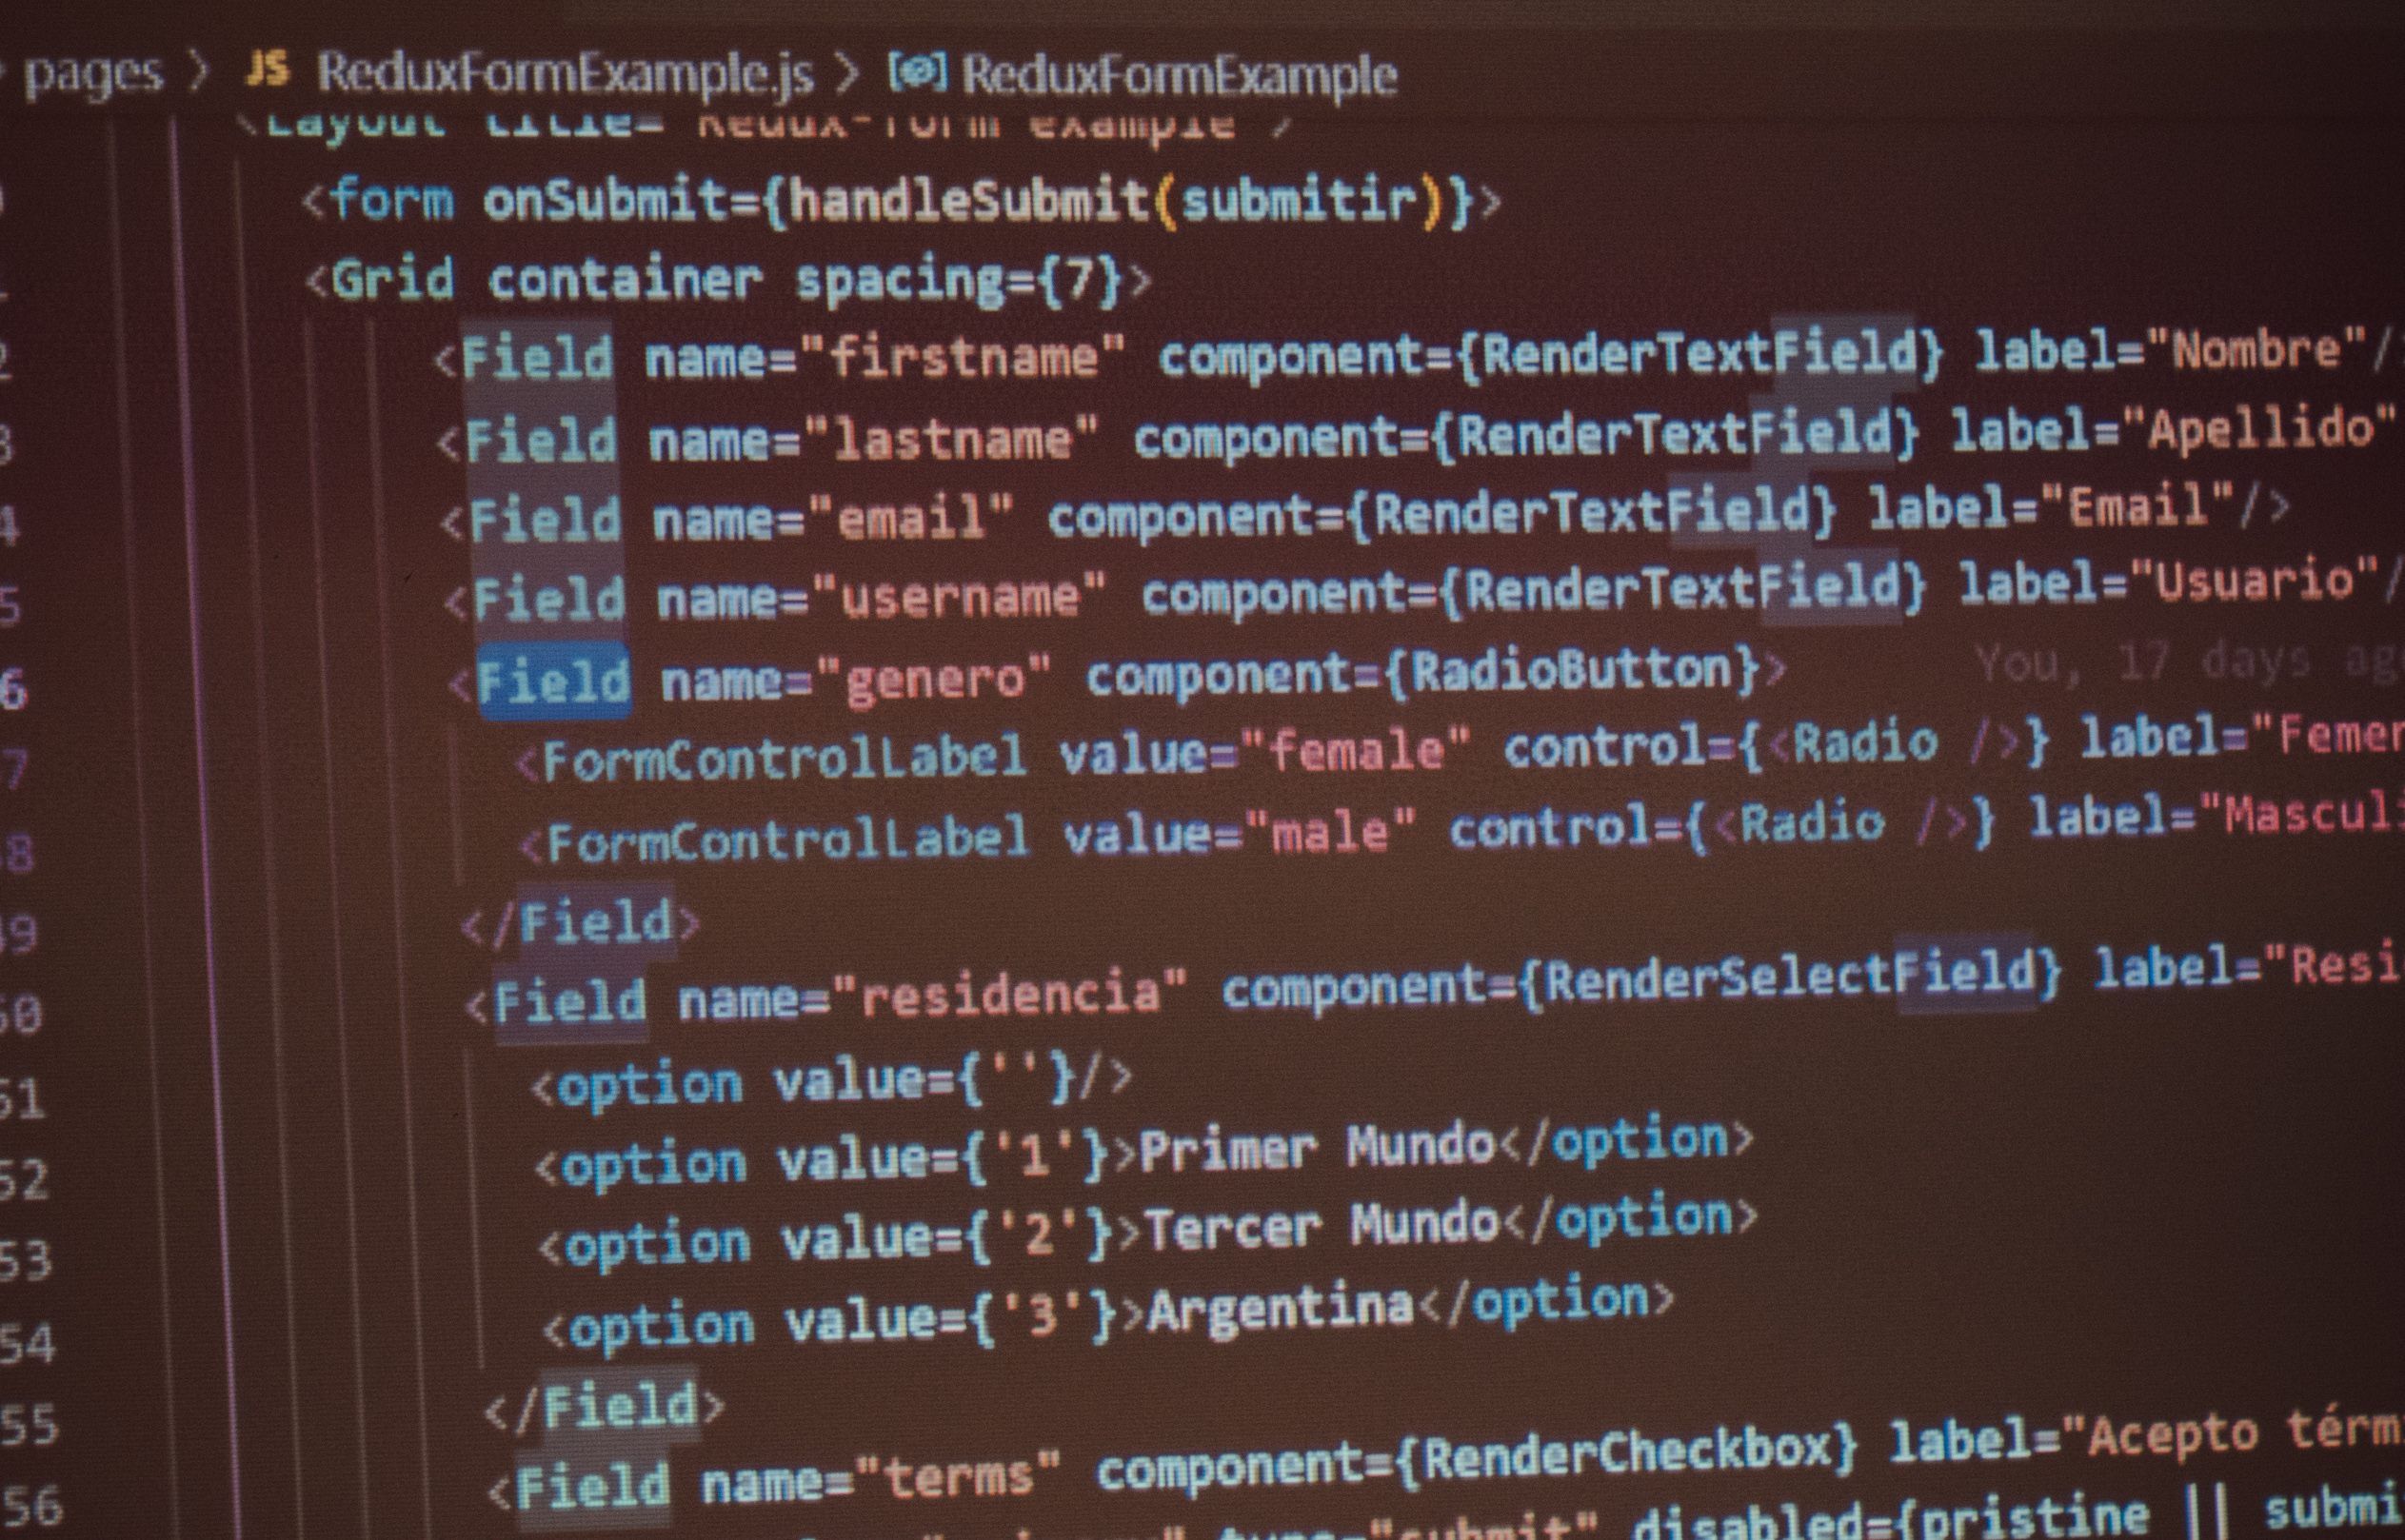 pages > JS ReduxFormExample.js > ReduxFormExample
<Layout title="Redux-form example">
<form onSubmit={handleSubmit(submitir)}>
<Grid container spacing={7}>
2 <Field name="firstname" component={RenderTextField} label="Nombre"/
3 <Field name="lastname" component={RenderTextField} label="Apellido"
4 <Field name="email" component={RenderTextField} label="Email"/>
5 <Field name="username" component={RenderTextField} label="Usuario"/
6 <Field name="genero" component={RadioButton}> You, 17 days ag
7 <FormControlLabel value="female" control={<Radio />} label="Femen
48 <FormControlLabel value="male" control={<Radio />} label="Masculi
49 </Field>
50 <Field name="residencia" component={RenderSelectField} label="Resi
51 <option value={''}/>
52 <option value={'1'}>Primer Mundo</option>
53 <option value={'2'}>Tercer Mundo</option>
54 <option value={'3'}>Argentina</option>
55 </Field>
56 <Field name="terms" component={RenderCheckbox} label="Acepto térm
type="submit" disabled={pristine || submi